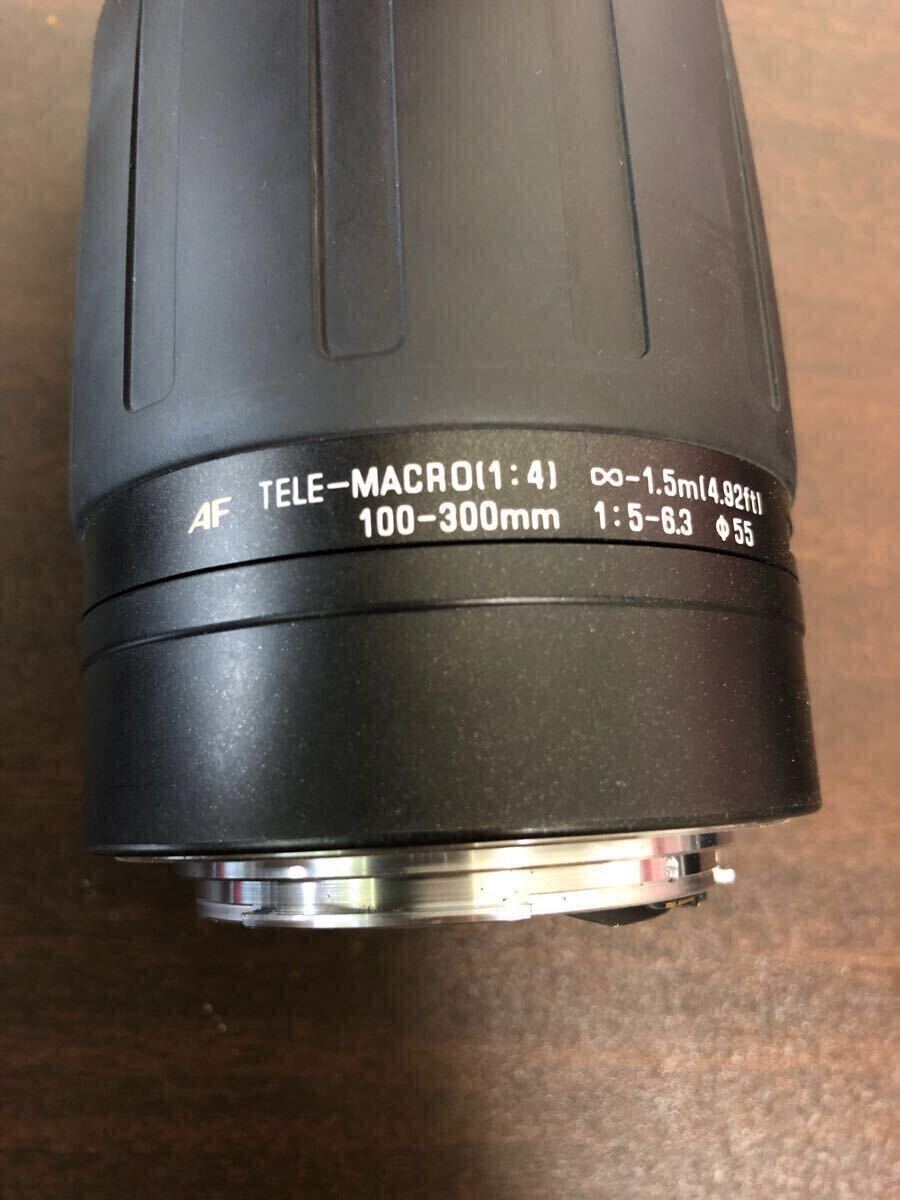 AF TELE-MACRO(1:4) ∞-1.5m(4.92ft)
100-300mm 1:5-6.3 Φ55